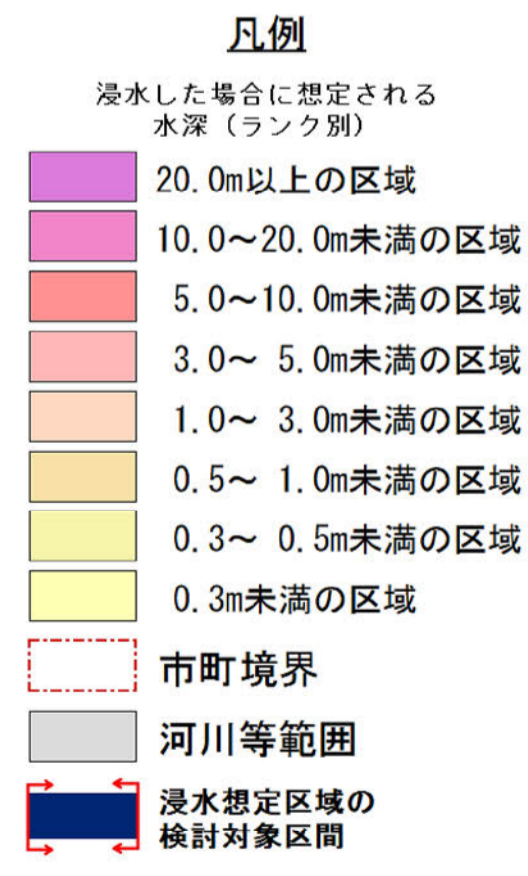 凡例
浸水した場合に想定される
水深（ランク別）
20.0m以上の区域
10.0～20.0m未満の区域
5.0～10.0m未満の区域
3.0～ 5.0m未満の区域
1.0～ 3.0m未満の区域
0.5～ 1.0m未満の区域
0.3～ 0.5m未満の区域
0.3m未満の区域
市町境界
河川等範囲
浸水想定区域の
検討対象区間